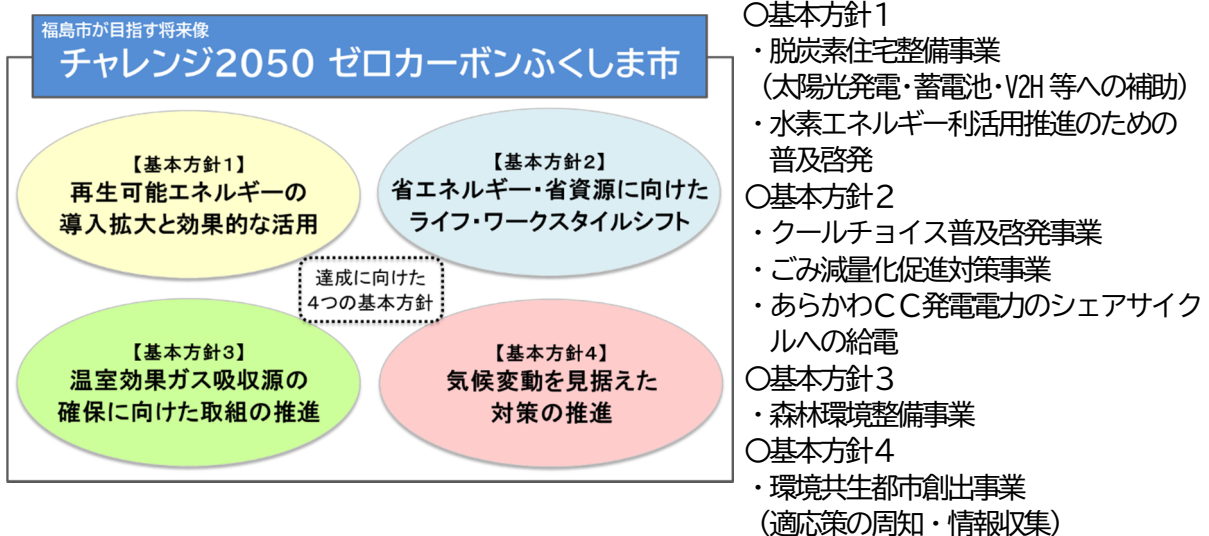 福島市が目指す将来像
チャレンジ2050 ゼロカーボンふくしま市
【基本方針1】
再生可能エネルギーの
導入拡大と効果的な活用
【基本方針2】
省エネルギー・省資源に向けた
ライフ・ワークスタイルシフト
達成に向けた
4つの基本方針
【基本方針3】
温室効果ガス吸収源の
確保に向けた取組の推進
【基本方針4】
気候変動を見据えた
対策の推進
〇基本方針１
・脱炭素住宅整備事業
（太陽光発電・蓄電池・V2H 等への補助）
・水素エネルギー利活用推進のための
普及啓発
〇基本方針２
・クールチョイス普及啓発事業
・ごみ減量化促進対策事業
・あらかわＣＣ発電電力のシェアサイク
ルへの給電
〇基本方針３
・森林環境整備事業
〇基本方針４
・環境共生都市創出事業
（適応策の周知・情報収集）